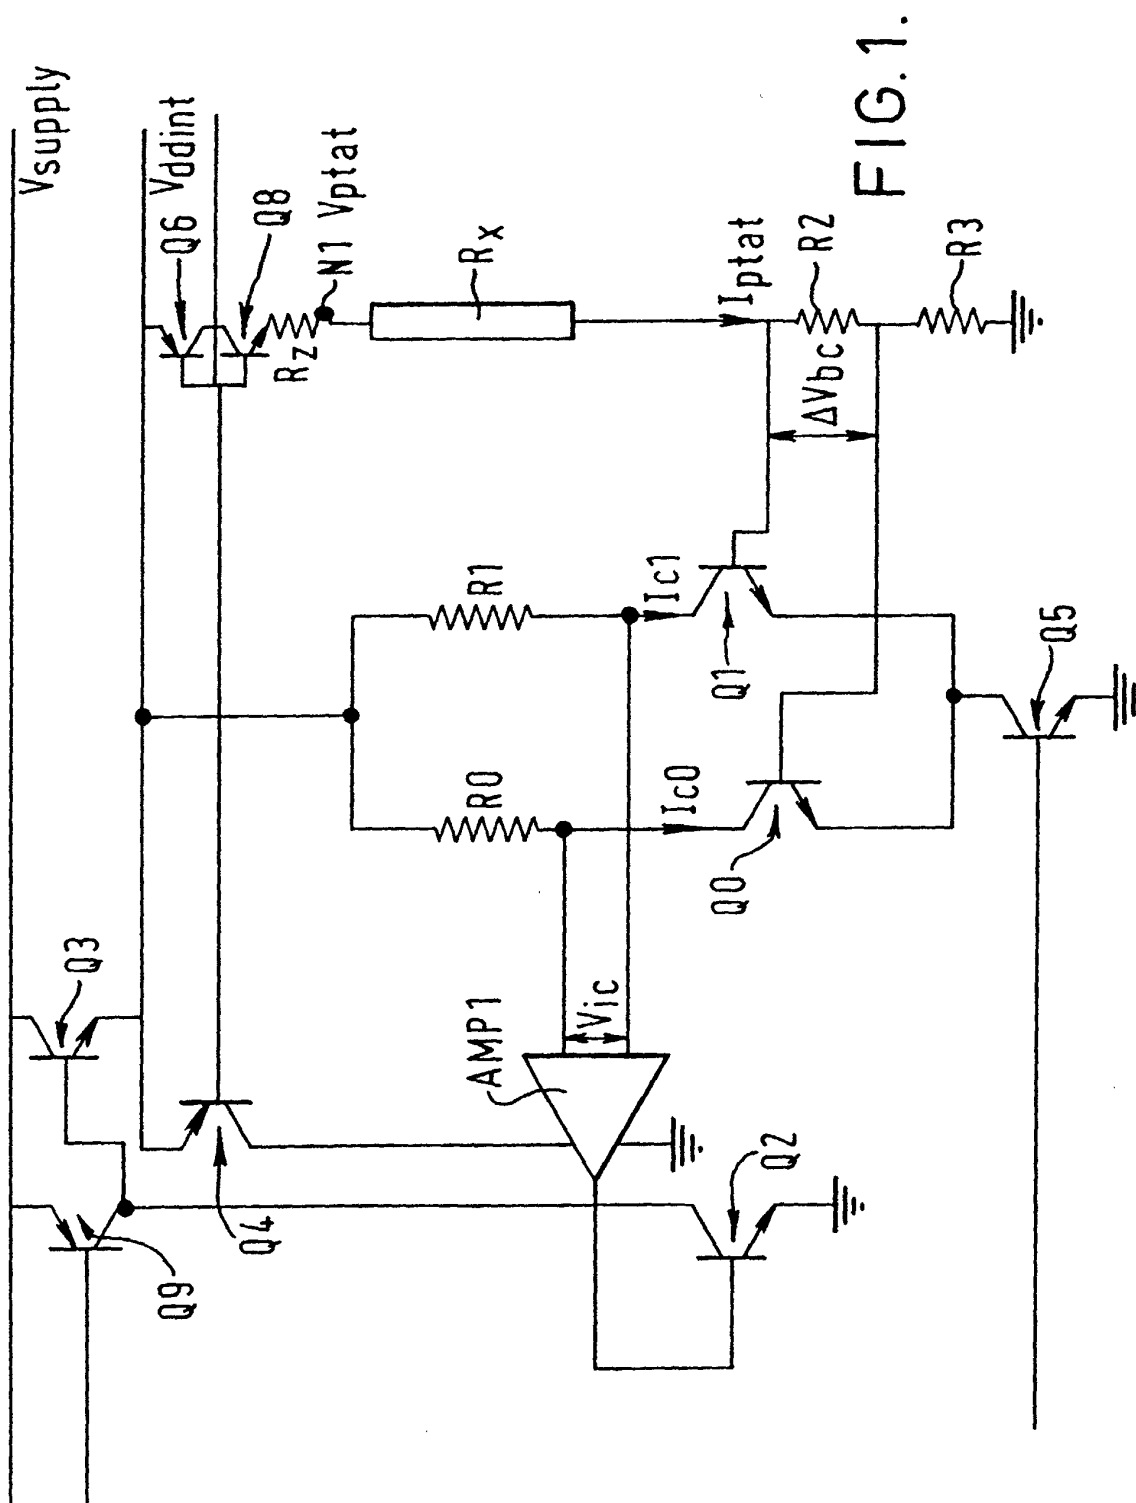 Vsupply
Vddint
Q6
Q8
N1 Vptat
Rz
Rx
Iptat
R2
R3
ΔVbc
FIG. 1.
R1
Ic1
Q1
Q5
R0
Ic0
Q0
Q3
AMP1
Vic
Q4
Q2
Q9